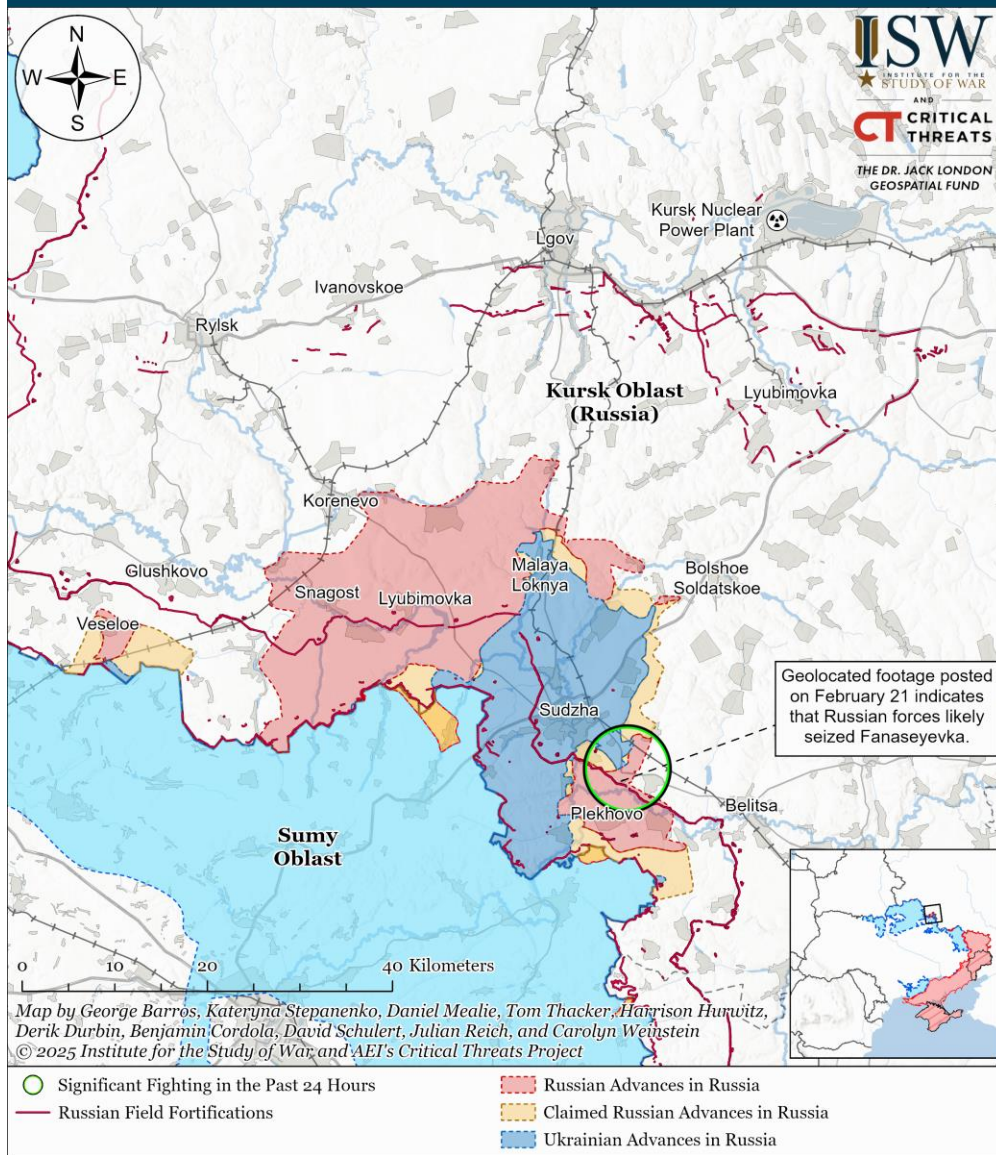 N
W E
S
ISW
INSTITUTE FOR THE
STUDY OF WAR
AND
CT CRITICAL
THREATS
THE DR. JACK LONDON
GEOSPATIAL FUND
Kursk Nuclear
Power Plant
Lgov
Ivanovskoe
Rylsk
Kursk Oblast
(Russia)
Lyubimovka
Korenevo
Glushkovo
Malaya
Loknya
Bolshoe
Soldatskoe
Snagost
Lyubimovka
Veseloe
Geolocated footage posted
on February 21 indicates
that Russian forces likely
seized Fanaseyevka.
Sudzha
Belitsa
Plekhovo
Sumy
Oblast
0 10 20 40 Kilometers
Map by George Barros, Kateryna Stepanenko, Daniel Mealie, Tom Thacker, Harrison Hurwitz,
Derik Durbin, Benjamin Cordola, David Schulert, Julian Reich, and Carolyn Weinstein
© 2025 Institute for the Study of War and AEI's Critical Threats Project
Significant Fighting in the Past 24 Hours
Russian Field Fortifications
Russian Advances in Russia
Claimed Russian Advances in Russia
Ukrainian Advances in Russia